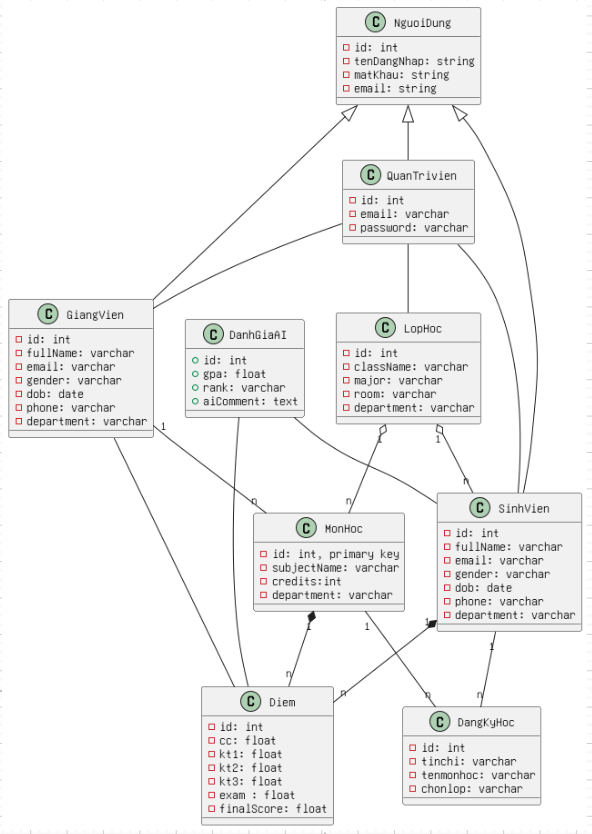 C NguoiDung
id: int
tenDangNhap: string
matKhau: string
email: string
C QuanTrivien
id: int
email: varchar
password: varchar
C GiangVien
id: int
fullName: varchar
email: varchar
gender: varchar
dob: date
phone: varchar
department: varchar
C DanhGiaAI
id: int
gpa: float
rank: varchar
aiComment: text
C LopHoc
id: int
className: varchar
major: varchar
room: varchar
department: varchar
1
n
1
n
1
n
C MonHoc
id: int, primary key
subjectName: varchar
credits:int
department: varchar
C SinhVien
id: int
fullName: varchar
email: varchar
gender: varchar
dob: date
phone: varchar
department: varchar
1
n
1
n
1
n
1
n
C Diem
id: int
cc: float
kt1: float
kt2: float
kt3: float
exam : float
finalScore: float
C DangKyHoc
id: int
tinchi: varchar
tenmonhoc: varchar
chonlop: varchar